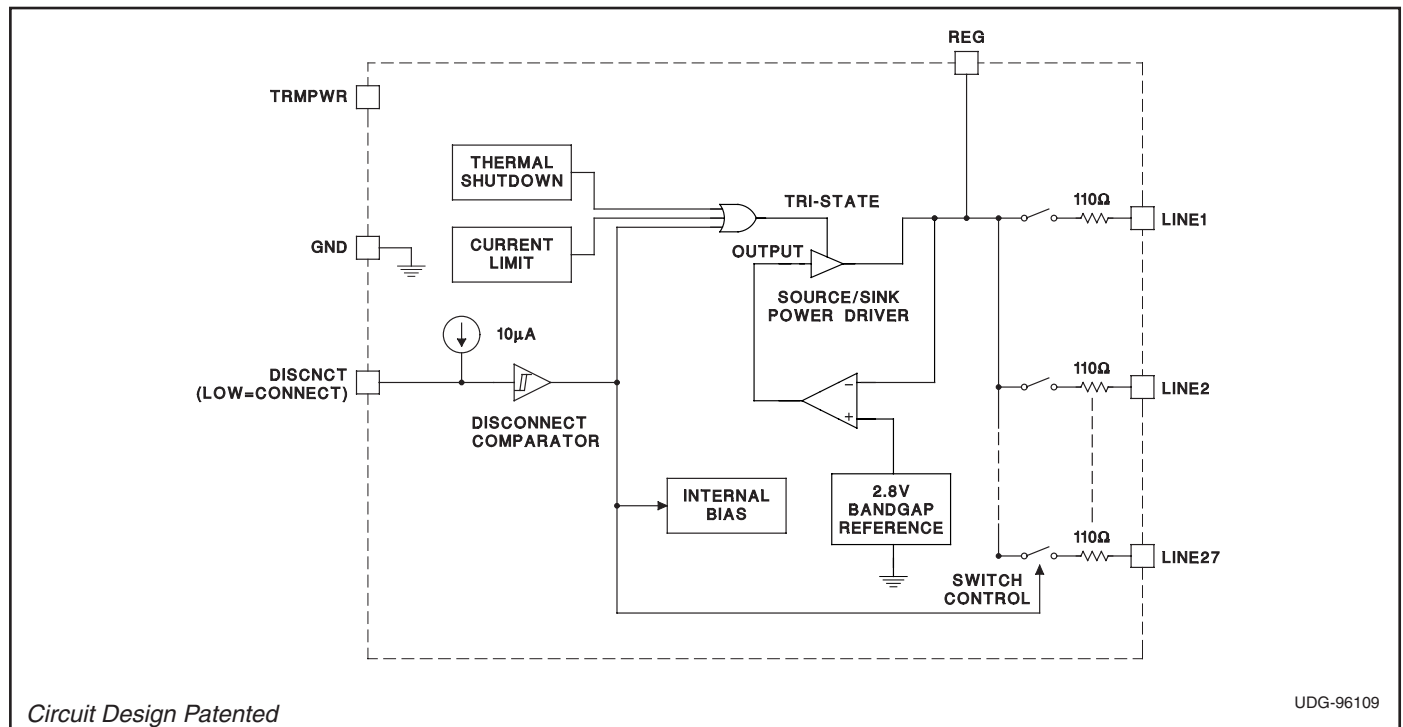 REG
TRMPWR
THERMAL
SHUTDOWN
TRI-STATE
110Ω
LINE1
GND
CURRENT
LIMIT
OUTPUT
SOURCE/SINK
POWER DRIVER
10µA
DISCNCT
(LOW=CONNECT)
110Ω
LINE2
–
+
DISCONNECT
COMPARATOR
INTERNAL
BIAS
2.8V
BANDGAP
REFERENCE
110Ω
LINE27
SWITCH
CONTROL
Circuit Design Patented
UDG-96109